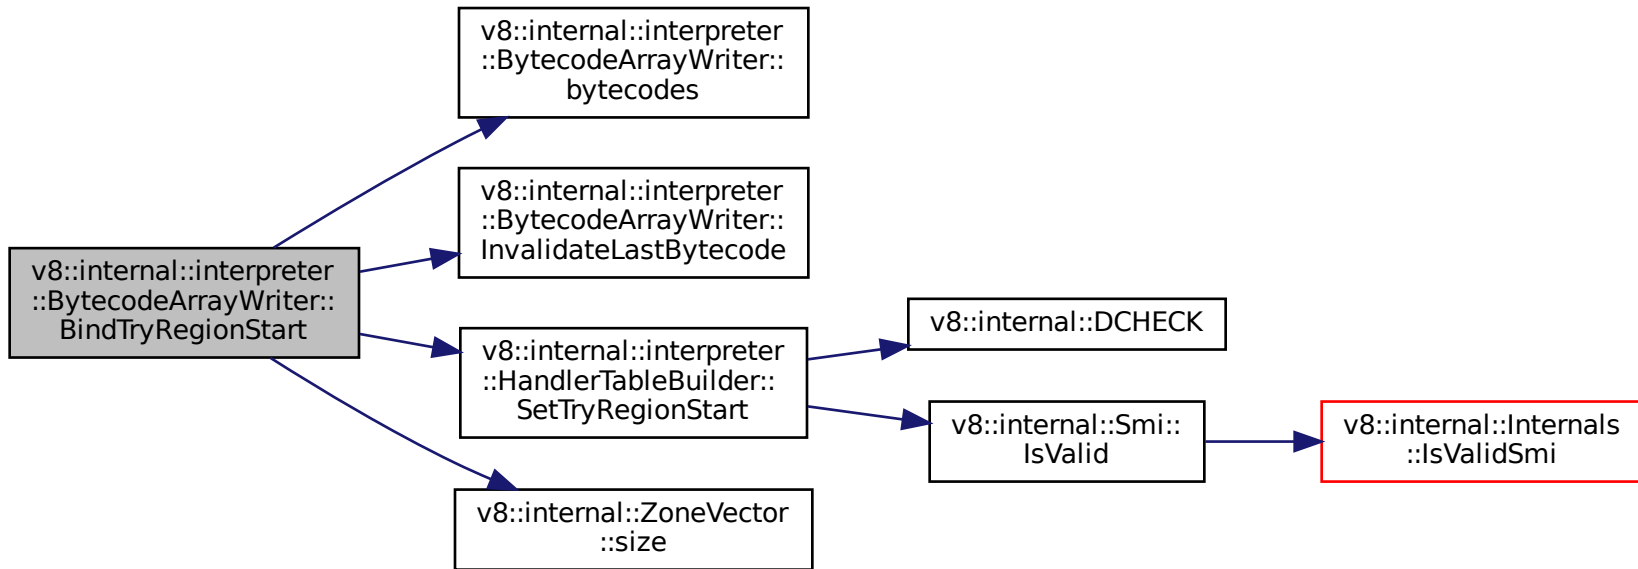 v8::internal::interpreter
::BytecodeArrayWriter::
BindTryRegionStart
v8::internal::interpreter
::BytecodeArrayWriter::
bytecodes
v8::internal::interpreter
::BytecodeArrayWriter::
InvalidateLastBytecode
v8::internal::interpreter
::HandlerTableBuilder::
SetTryRegionStart
v8::internal::ZoneVector
::size
v8::internal::DCHECK
v8::internal::Smi::
IsValid
v8::internal::Internals
::IsValidSmi